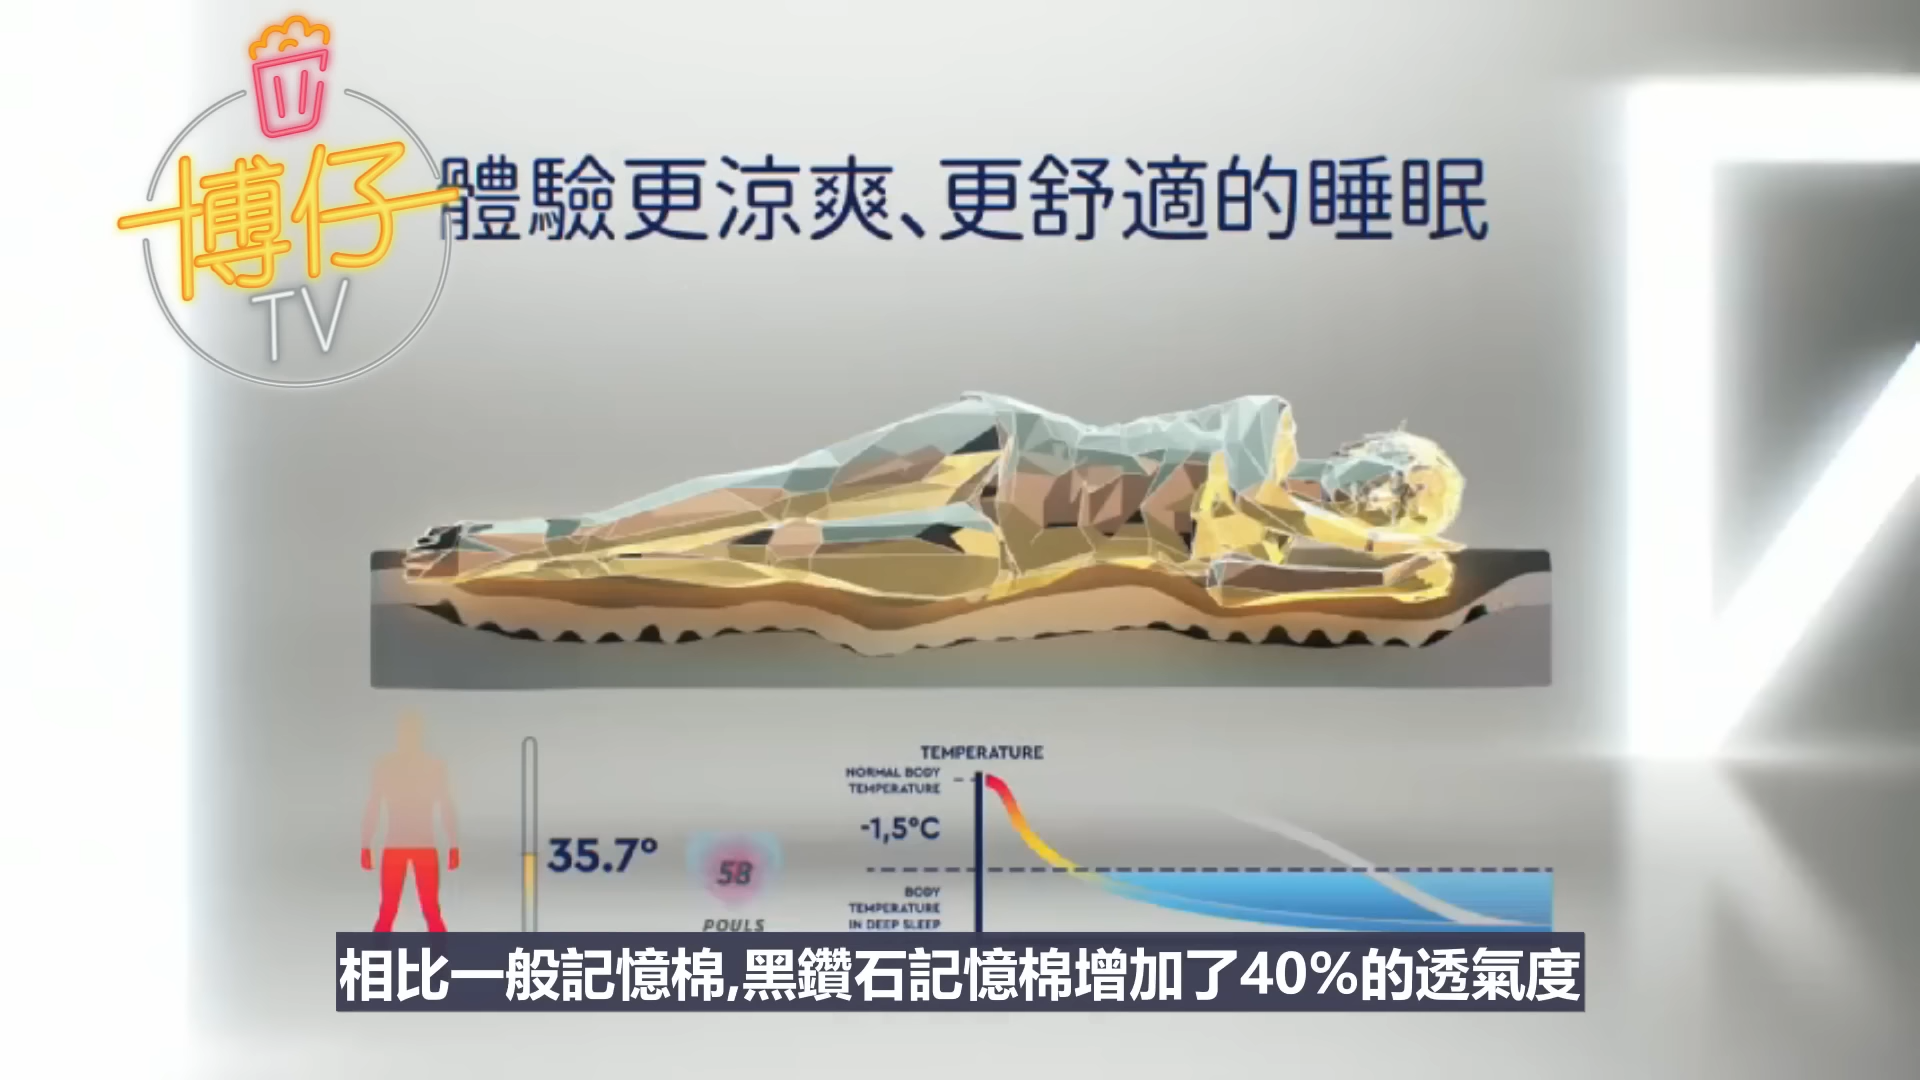 博仔
TV
體驗更涼爽、更舒適的睡眠
TEMPERATURE
NORMAL BODY
TEMPERATURE
-1,5°C
35.7°
58
POULS
BODY
TEMPERATURE
IN DEEP SLEEP
相比一般記憶棉,黑鑽石記憶棉增加了40%的透氣度